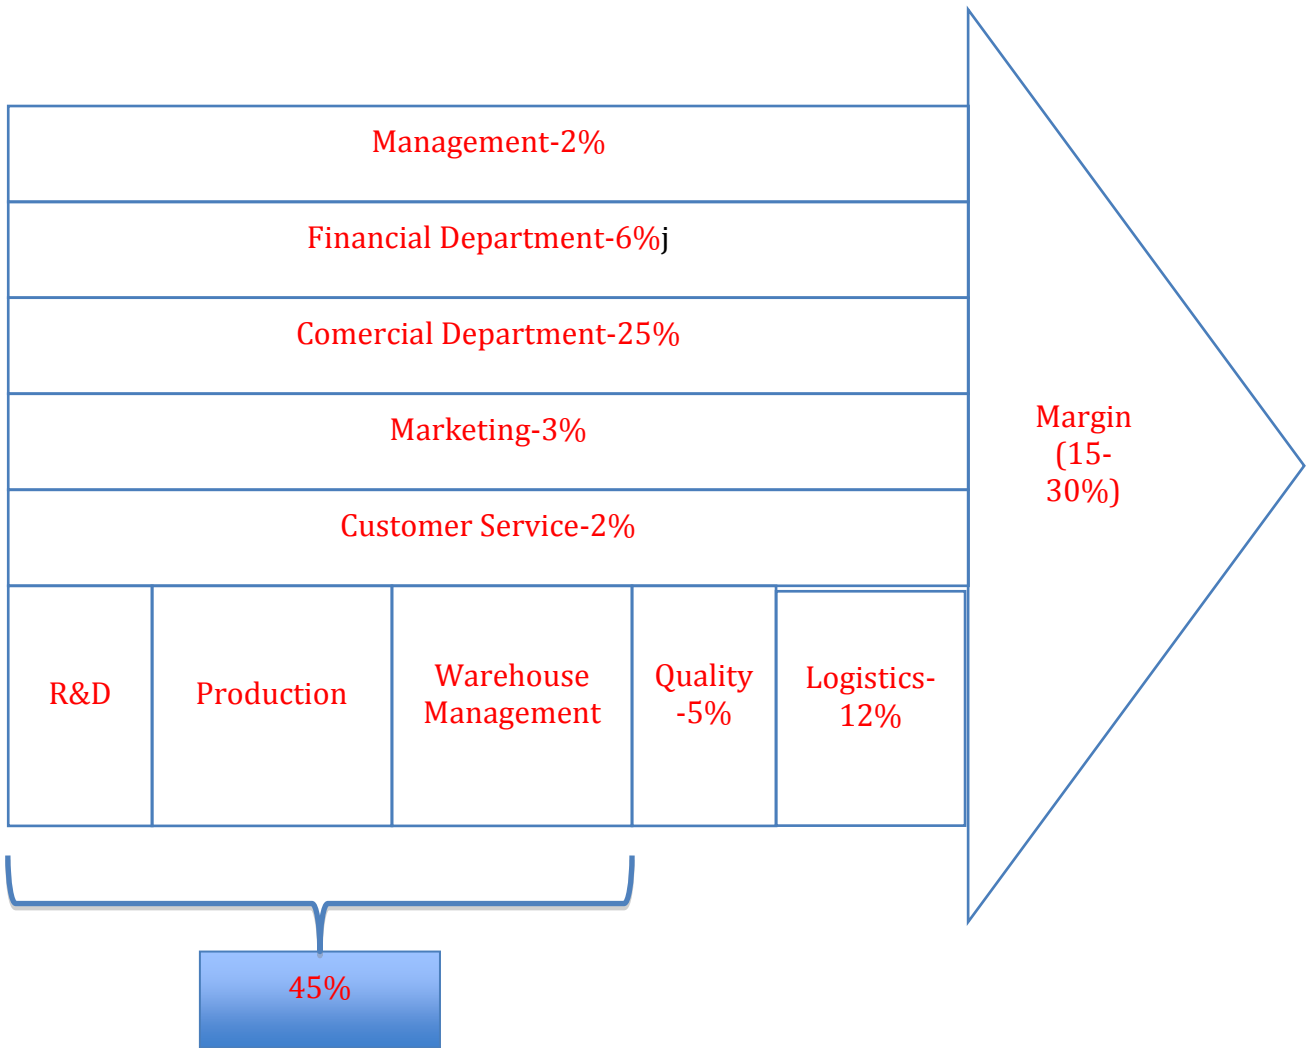 Management-2%
Financial Department-6%j
Comercial Department-25%
Marketing-3%
Customer Service-2%
Margin
(15-
30%)
R&D
Production
Warehouse
Management
Quality
-5%
Logistics-
12%
45%